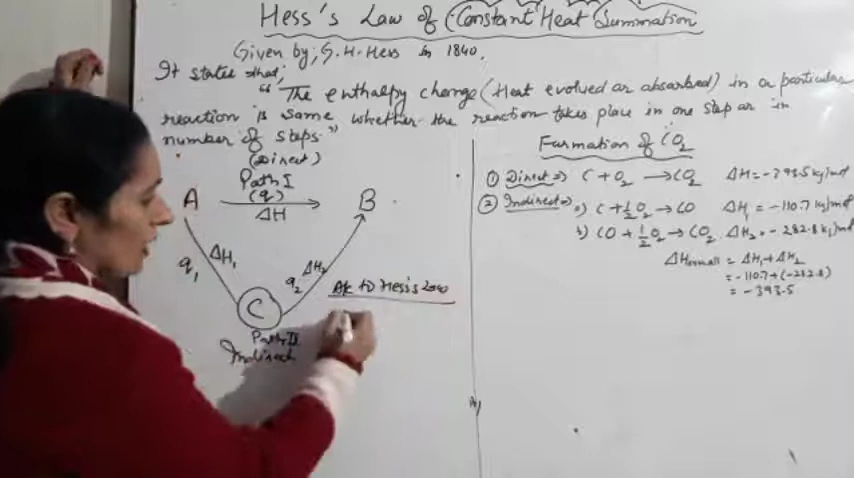 Hess's Law of Constant Heat Summation
Given by; G.H. Hess in 1840.
It states that;
"The enthalpy change (Heat evolved or absorbed) in a particular
reaction is same whether the reaction takes place in one step or in
number of steps."
(Direct)
Path I
A (q) B
ΔH
q1 ΔH1
q2 ΔH2
C
Path II
Indirect
Ac to Hess's law
Formation of CO2
① Direct ⇒ C + O2 → CO2 ΔH = -393.5 kJ/mol
② Indirect ⇒ a) C + 1/2 O2 → CO ΔH1 = -110.7 kJ/mol
b) CO + 1/2 O2 → CO2 ΔH2 = -282.8 kJ/mol
ΔHoverall = ΔH1 + ΔH2
= -110.7 + (-282.8)
= -393.5